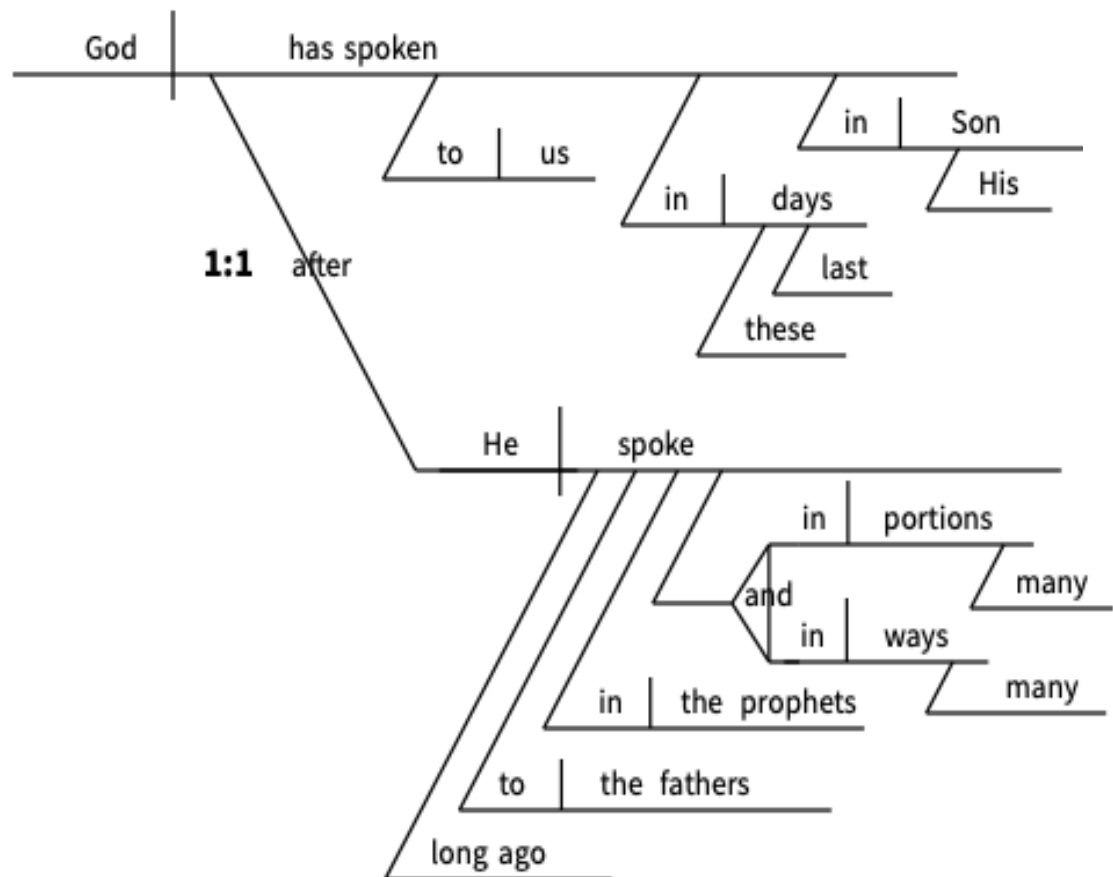 God has spoken
in Son
to us
His
in days
1:1 after
last
these
He spoke
in portions
many
and
in ways
many
in the prophets
to the fathers
long ago